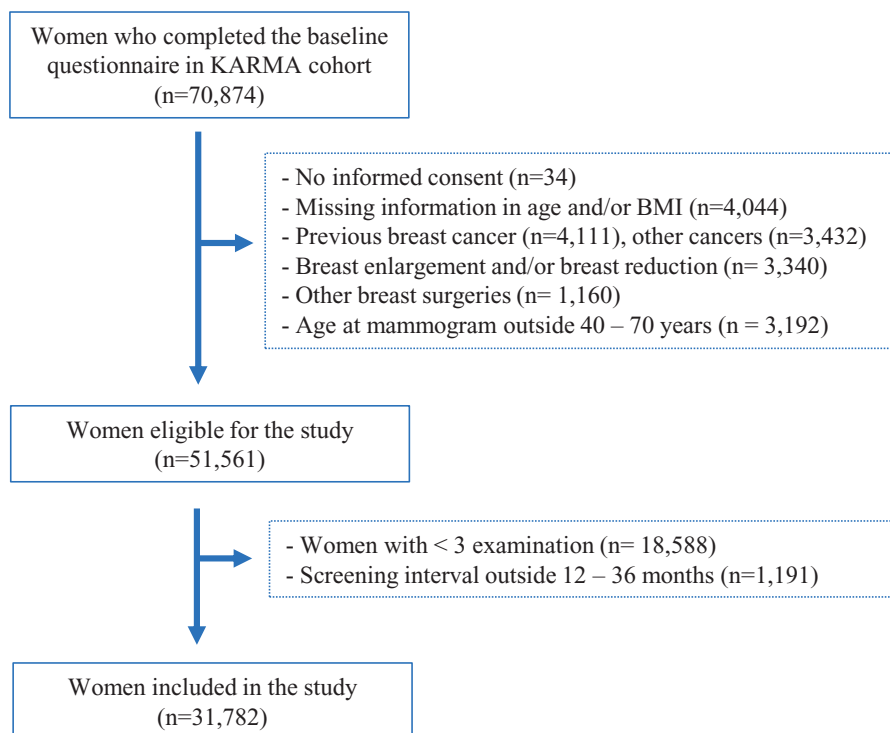 Women who completed the baseline
questionnaire in KARMA cohort
(n=70,874)
- No informed consent (n=34)
- Missing information in age and/or BMI (n=4,044)
- Previous breast cancer (n=4,111), other cancers (n=3,432)
- Breast enlargement and/or breast reduction (n= 3,340)
- Other breast surgeries (n= 1,160)
- Age at mammogram outside 40 – 70 years (n = 3,192)
Women eligible for the study
(n=51,561)
- Women with < 3 examination (n= 18,588)
- Screening interval outside 12 – 36 months (n=1,191)
Women included in the study
(n=31,782)